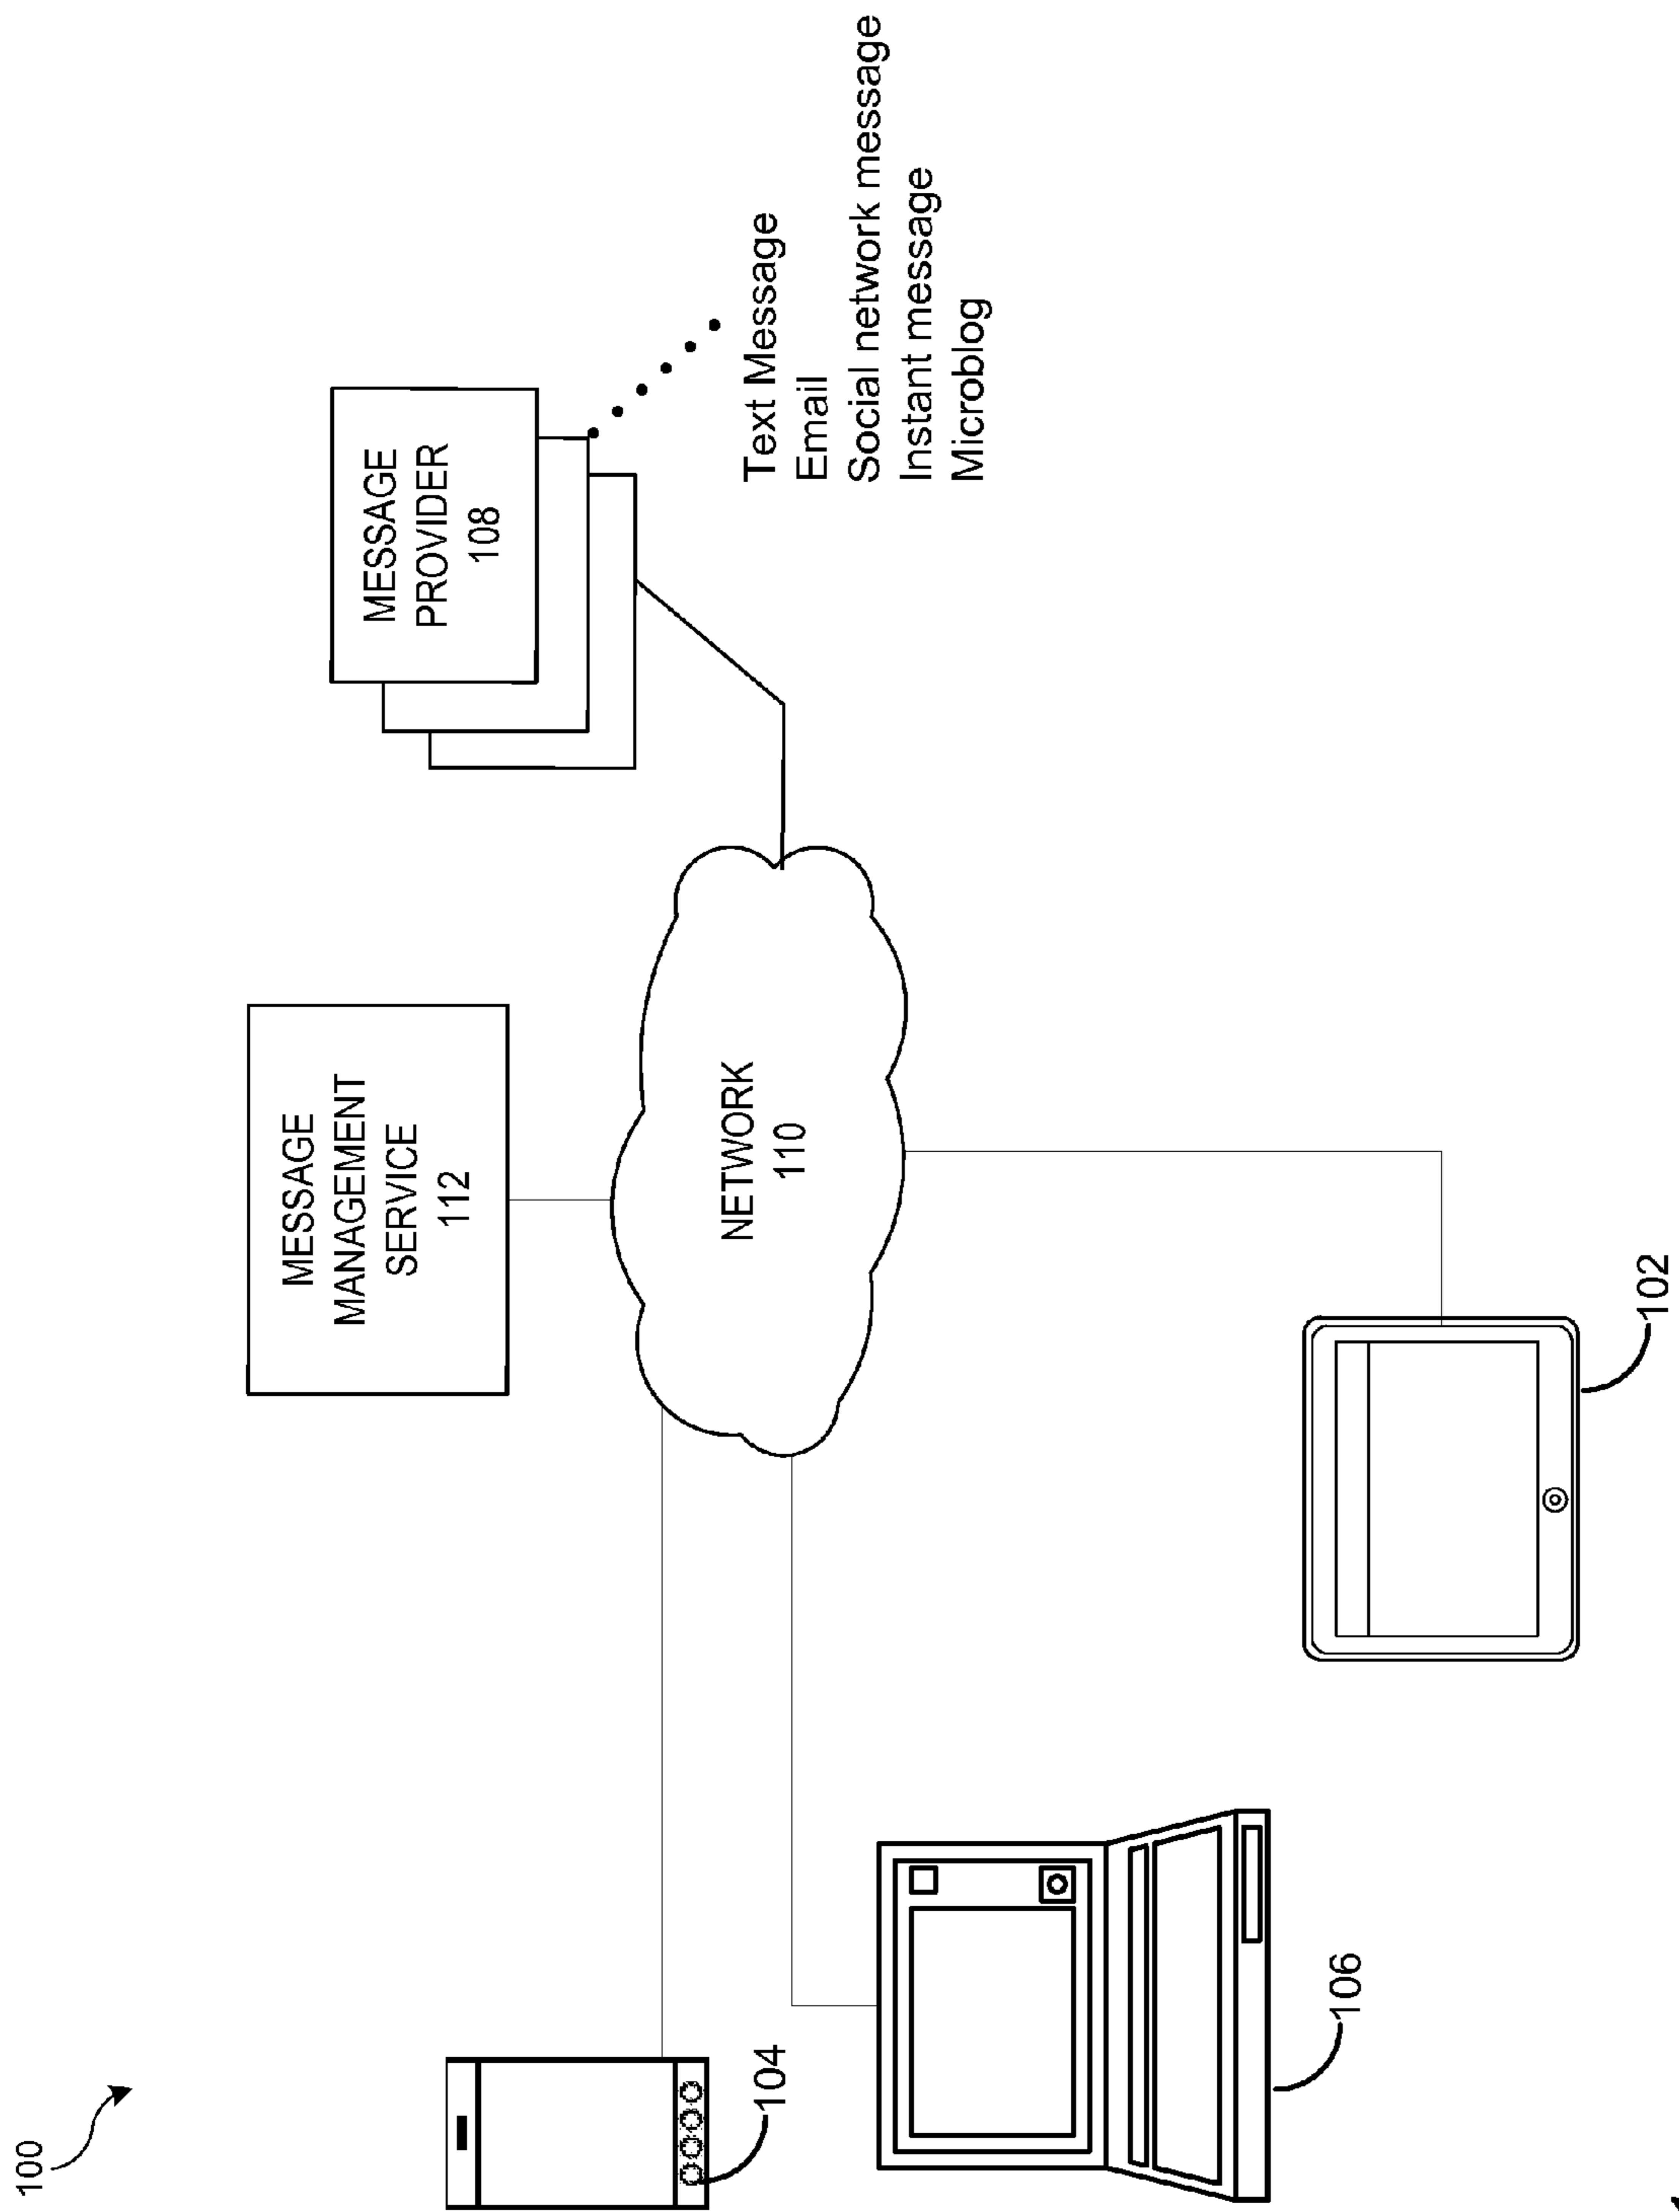 100
MESSAGE
MANAGEMENT
SERVICE
112
MESSAGE
PROVIDER
108
Text Message
Email
Social network message
Instant message
Microblog
NETWORK
110
104
106
102